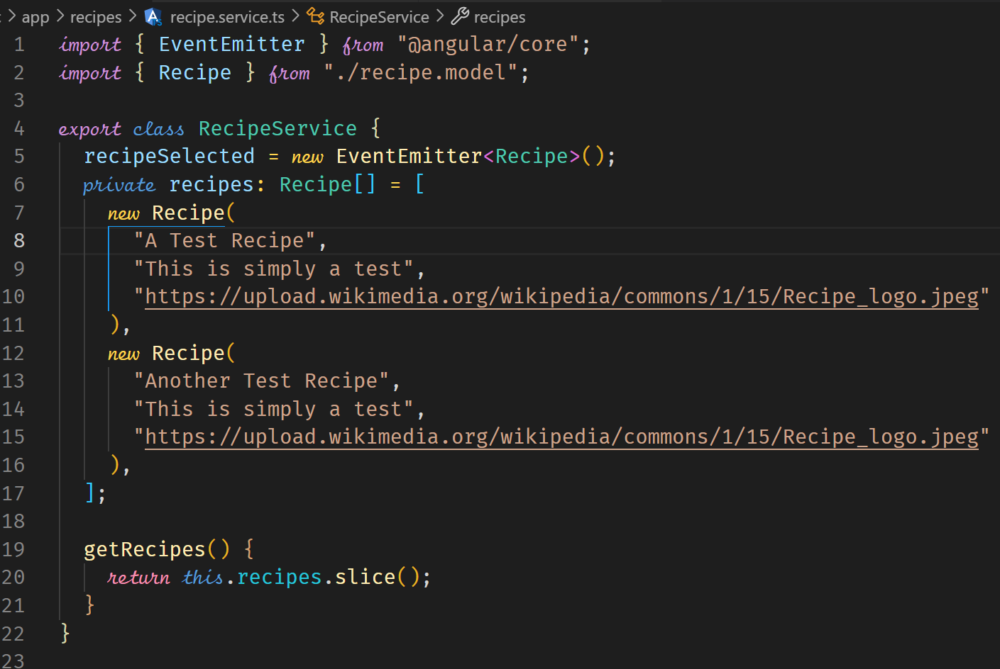 app > recipes > recipe.service.ts > RecipeService > recipes
1 import { EventEmitter } from "@angular/core";
2 import { Recipe } from "./recipe.model";
3
4 export class RecipeService {
5 recipeSelected = new EventEmitter<Recipe>();
6 private recipes: Recipe[] = [
7 new Recipe(
8 "A Test Recipe",
9 "This is simply a test",
10 "https://upload.wikimedia.org/wikipedia/commons/1/15/Recipe_logo.jpeg"
11 ),
12 new Recipe(
13 "Another Test Recipe",
14 "This is simply a test",
15 "https://upload.wikimedia.org/wikipedia/commons/1/15/Recipe_logo.jpeg"
16 ),
17 ];
18
19 getRecipes() {
20 return this.recipes.slice();
21 }
22 }
23